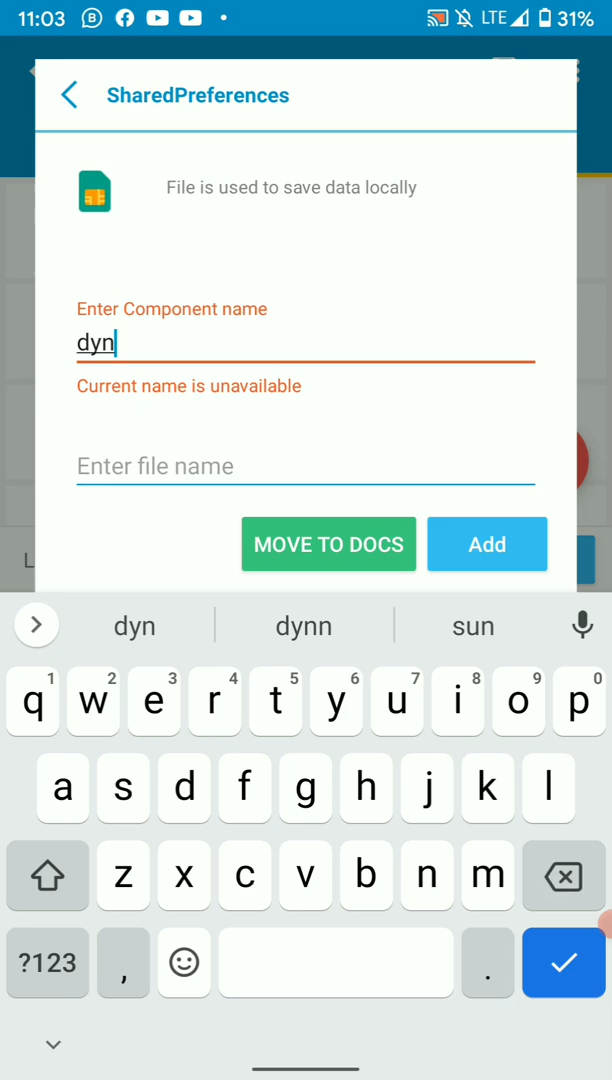 11:03 LTE 31%
SharedPreferences
File is used to save data locally
Enter Component name
dyn
Current name is unavailable
Enter file name
L
MOVE TO DOCS Add
dyn dynn sun
1 2 3 4 5 6 7 8 9 0
q w e r t y u i o p
a s d f g h j k l
z x c v b n m
?123 , .